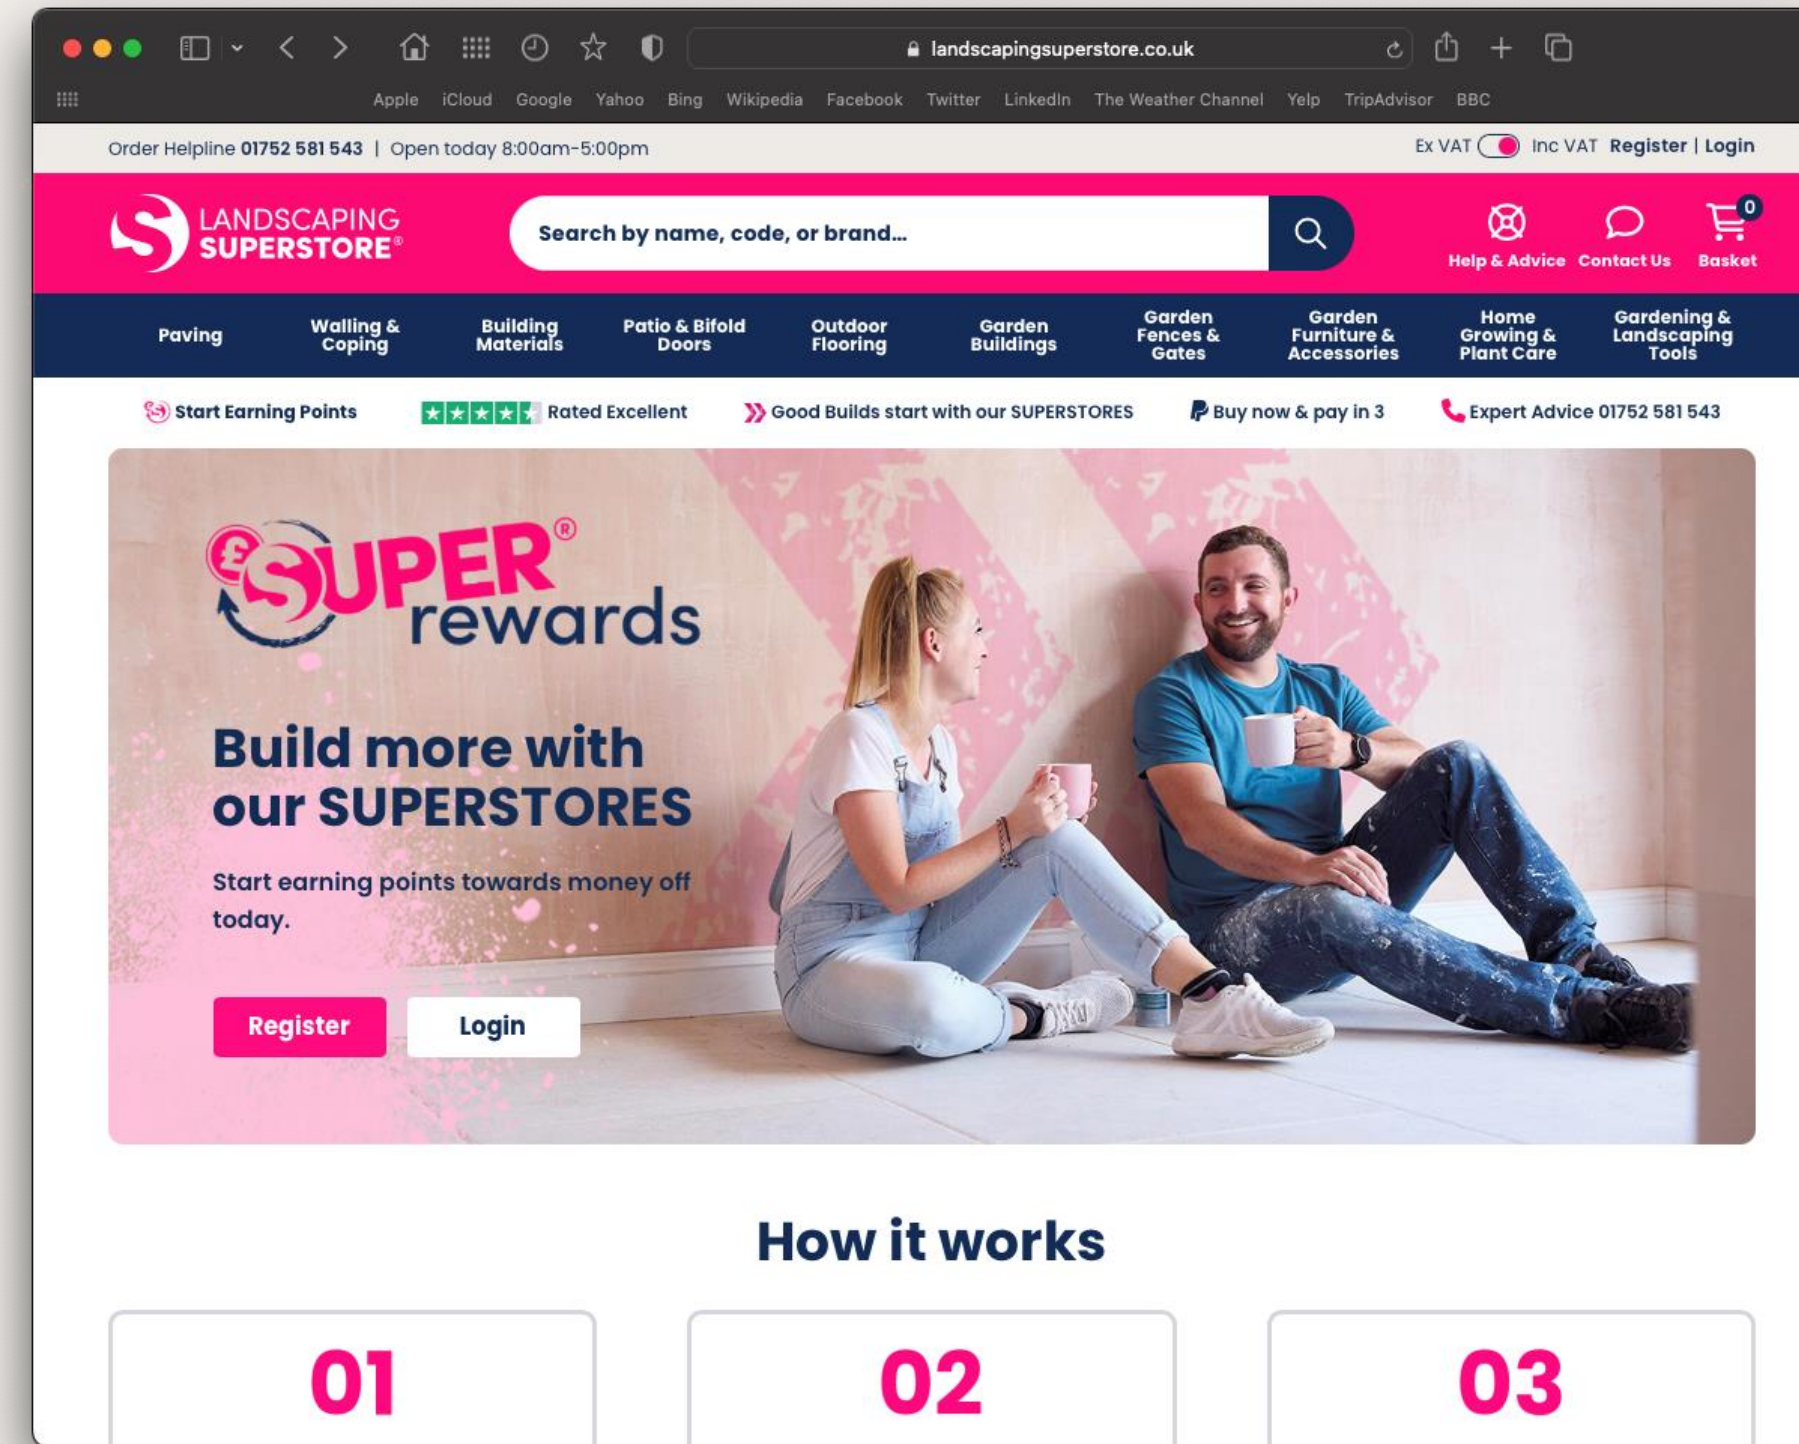 landscapingsuperstore.co.uk
Apple iCloud Google Yahoo Bing Wikipedia Facebook Twitter LinkedIn The Weather Channel Yelp TripAdvisor BBC
Order Helpline 01752 581 543 | Open today 8:00am-5:00pm
Ex VAT Inc VAT Register | Login
LANDSCAPING
SUPERSTORE®
Search by name, code, or brand...
Help & Advice Contact Us
0
Basket
Paving
Walling &
Coping
Building
Materials
Patio & Bifold
Doors
Outdoor
Flooring
Garden
Buildings
Garden
Fences &
Gates
Garden
Furniture &
Accessories
Home
Growing &
Plant Care
Gardening &
Landscaping
Tools
Start Earning Points
Rated Excellent
Good Builds start with our SUPERSTORES
Buy now & pay in 3
Expert Advice 01752 581 543
£SUPER®
rewards
Build more with
our SUPERSTORES
Start earning points towards money off
today.
Register Login
How it works
01 02 03